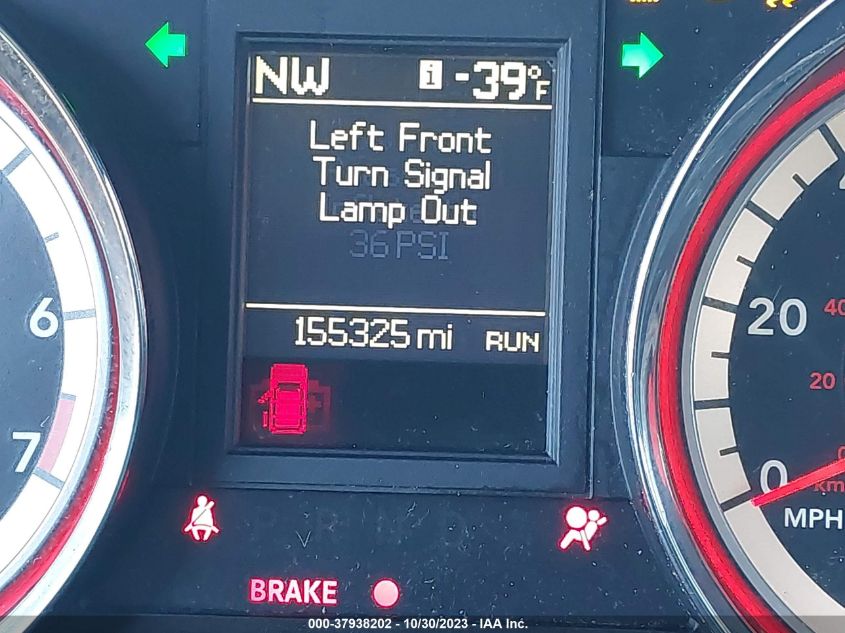 NW i -39°F
Left Front
Turn Signal
Lamp Out
36 PSI
155325 mi RUN
6
7
20
40
20
0
km
MPH
BRAKE
000-37938202 - 10/30/2023 - IAA Inc.